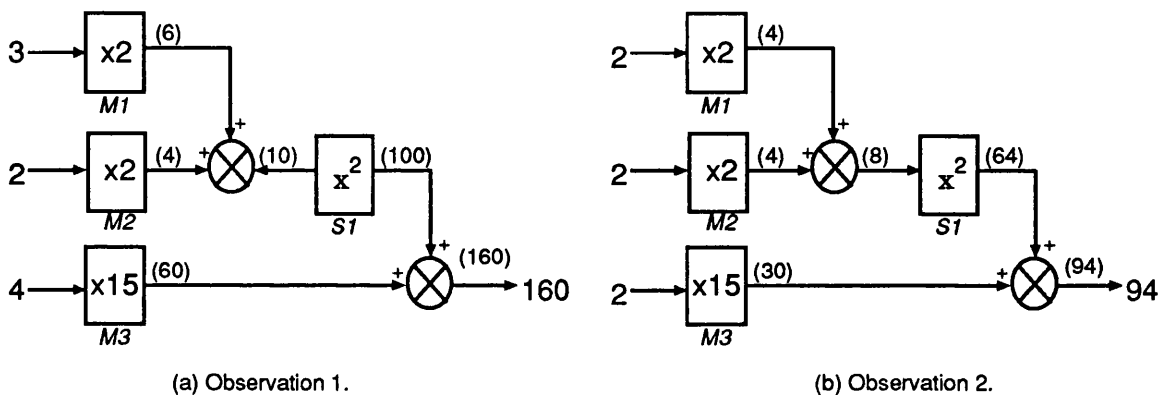 3
x2
(6)
M1
+
2
x2
(4)
M2
+
(10)
x²
(100)
S1
4
x15
(60)
M3
+
+
(160)
160
(a) Observation 1.
2
x2
(4)
M1
+
2
x2
(4)
M2
+
(8)
x²
(64)
S1
2
x15
(30)
M3
+
+
(94)
94
(b) Observation 2.